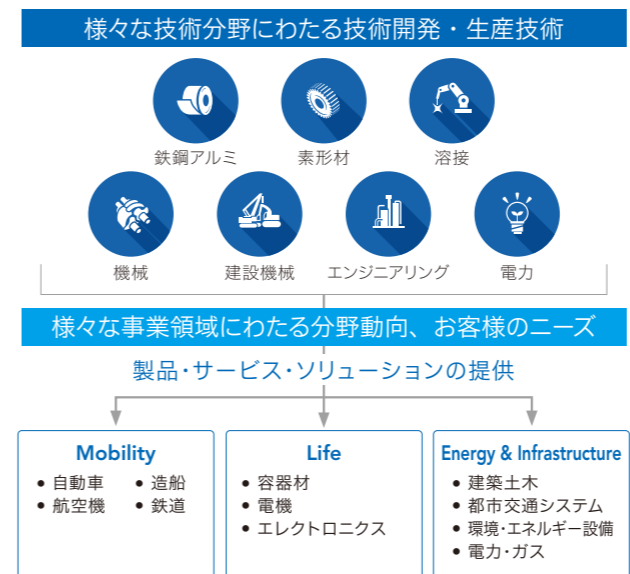 様々な技術分野にわたる技術開発・生産技術
鉄鋼アルミ
素形材
溶接
機械
建設機械
エンジニアリング
電力
様々な事業領域にわたる分野動向、お客様のニーズ
製品・サービス・ソリューションの提供
Mobility
• 自動車 • 造船
• 航空機 • 鉄道
Life
• 容器材
• 電機
• エレクトロニクス
Energy & Infrastructure
• 建築土木
• 都市交通システム
• 環境・エネルギー設備
• 電力・ガス